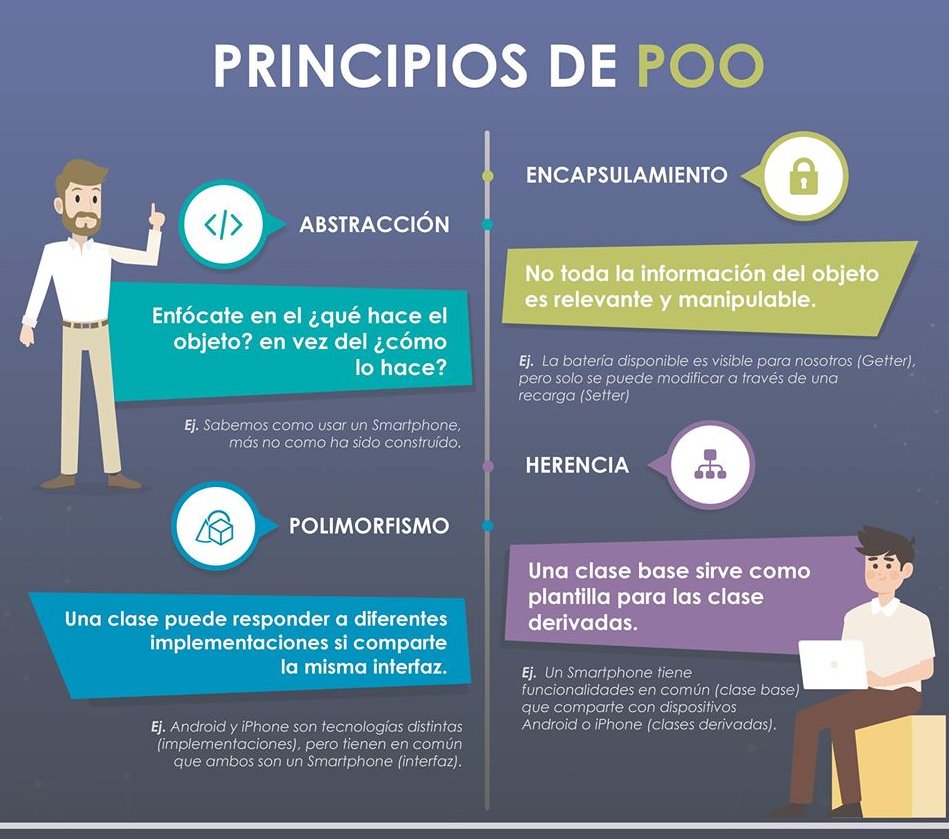 PRINCIPIOS DE POO
ABSTRACCIÓN
Enfócate en el ¿qué hace el
objeto? en vez del ¿cómo
lo hace?
Ej. Sabemos como usar un Smartphone,
más no como ha sido construído.
ENCAPSULAMIENTO
No toda la información del objeto
es relevante y manipulable.
Ej. La batería disponible es visible para nosotros (Getter),
pero solo se puede modificar a través de una
recarga (Setter)
POLIMORFISMO
Una clase puede responder a diferentes
implementaciones si comparte
la misma interfaz.
Ej. Android y iPhone son tecnologías distintas
(implementaciones), pero tienen en común
que ambos son un Smartphone (interfaz).
HERENCIA
Una clase base sirve como
plantilla para las clase
derivadas.
Ej. Un Smartphone tiene
funcionalidades en común (clase base)
que comparte con dispositivos
Android o iPhone (clases derivadas).